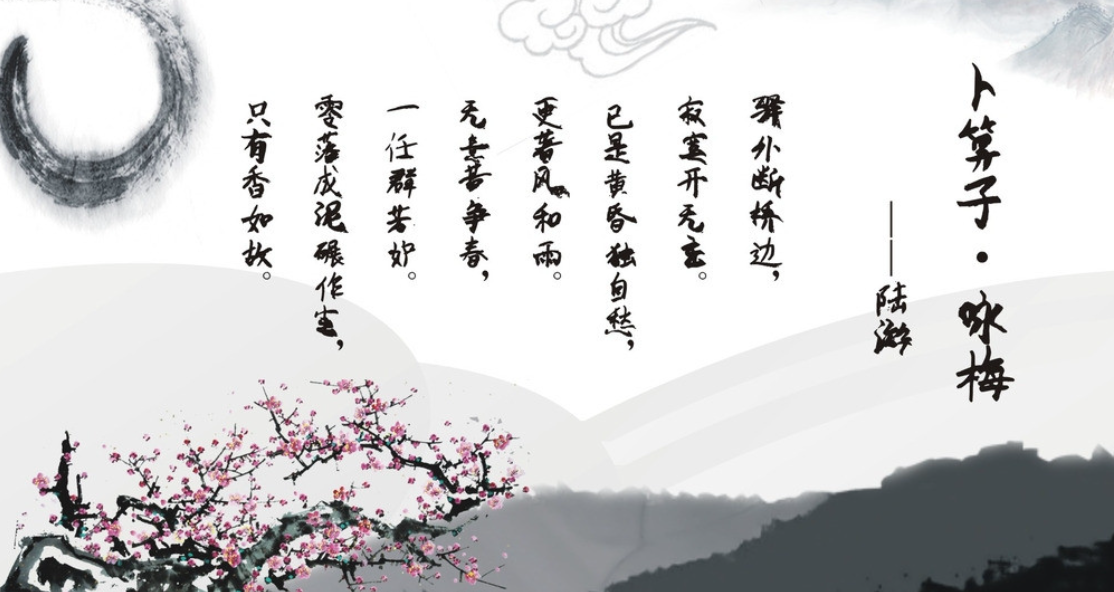 卜算子·咏梅
——陆游
驿外断桥边，
寂寞开无主。
已是黄昏独自愁，
更著风和雨。
无意苦争春，
一任群芳妒。
零落成泥碾作尘，
只有香如故。